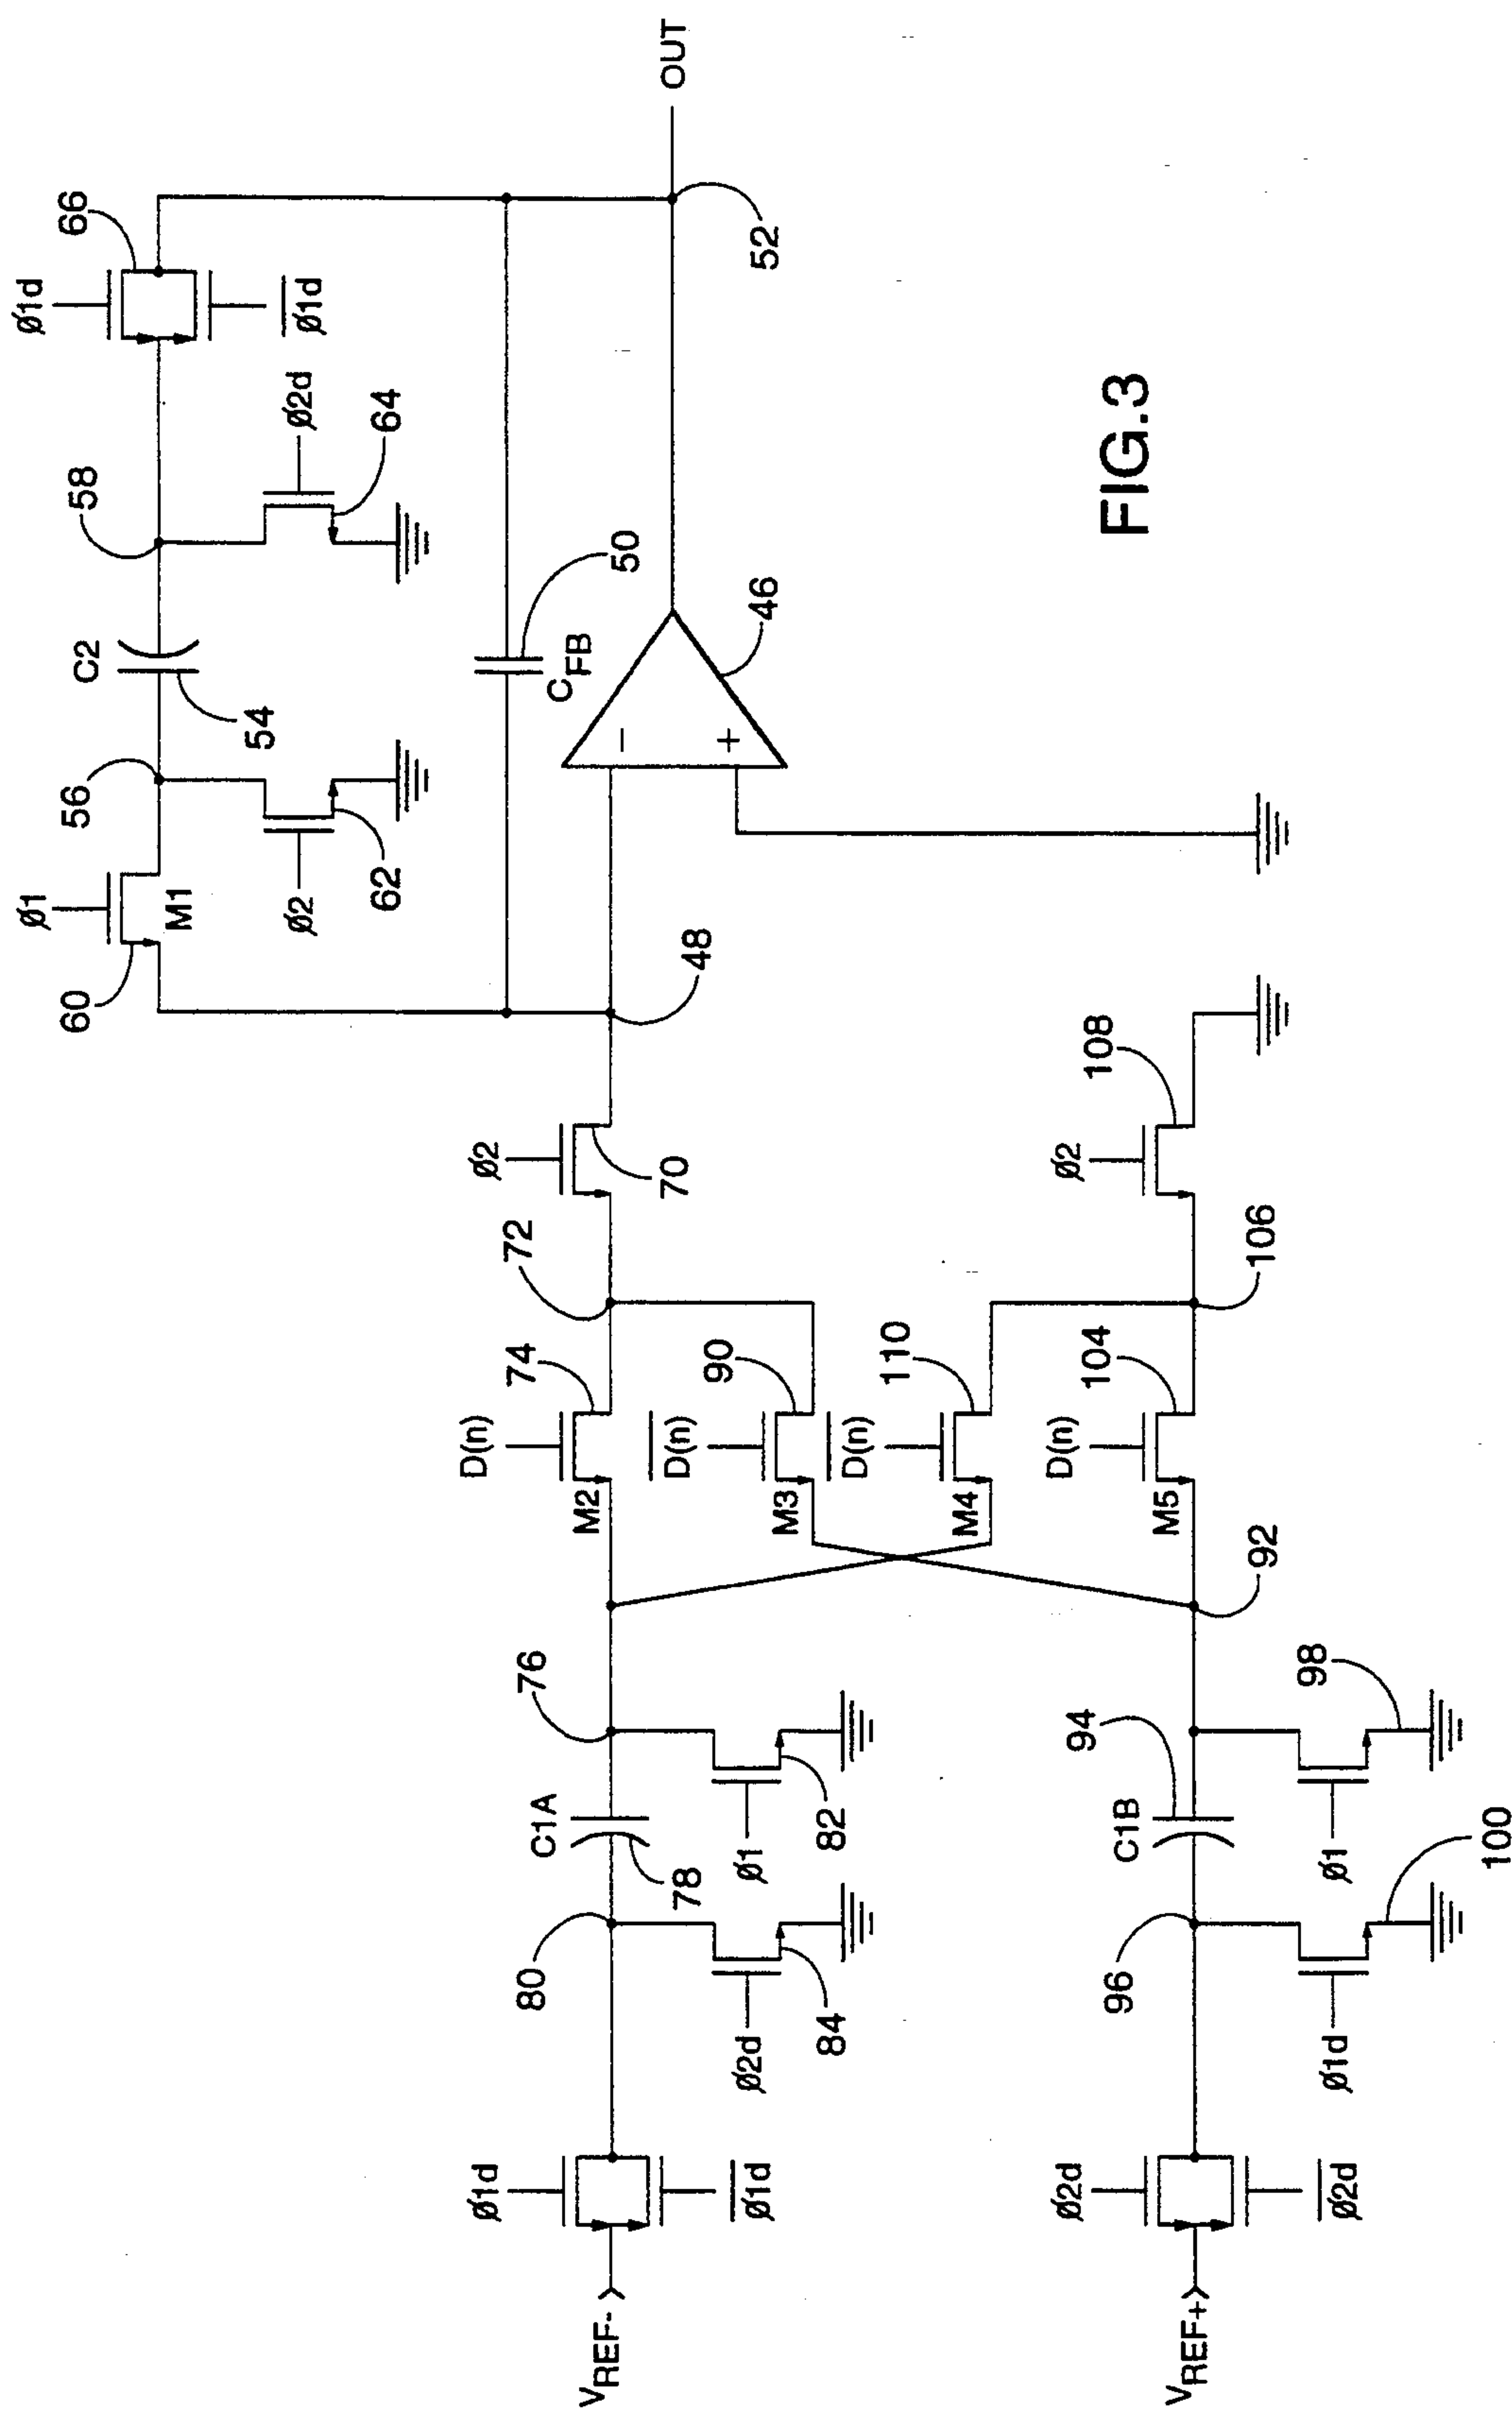 66
Ø1d
Ø1d
58
Ø2d
64
C2
54
56
Ø1
60
M1
Ø2
62
C FB
50
OUT
52
46
−
+
48
Ø2
70
72
D(n)
74
M2
D(n)
90
M3
D(n)
110
M4
D(n)
104
M5
Ø2
108
106
76
C1A
78
80
Ø1
82
Ø2d
84
Ø1d
Ø1d
VREF-
92
94
C1B
96
Ø1
98
Ø1d
100
Ø2d
Ø2d
VREF+
FIG.3